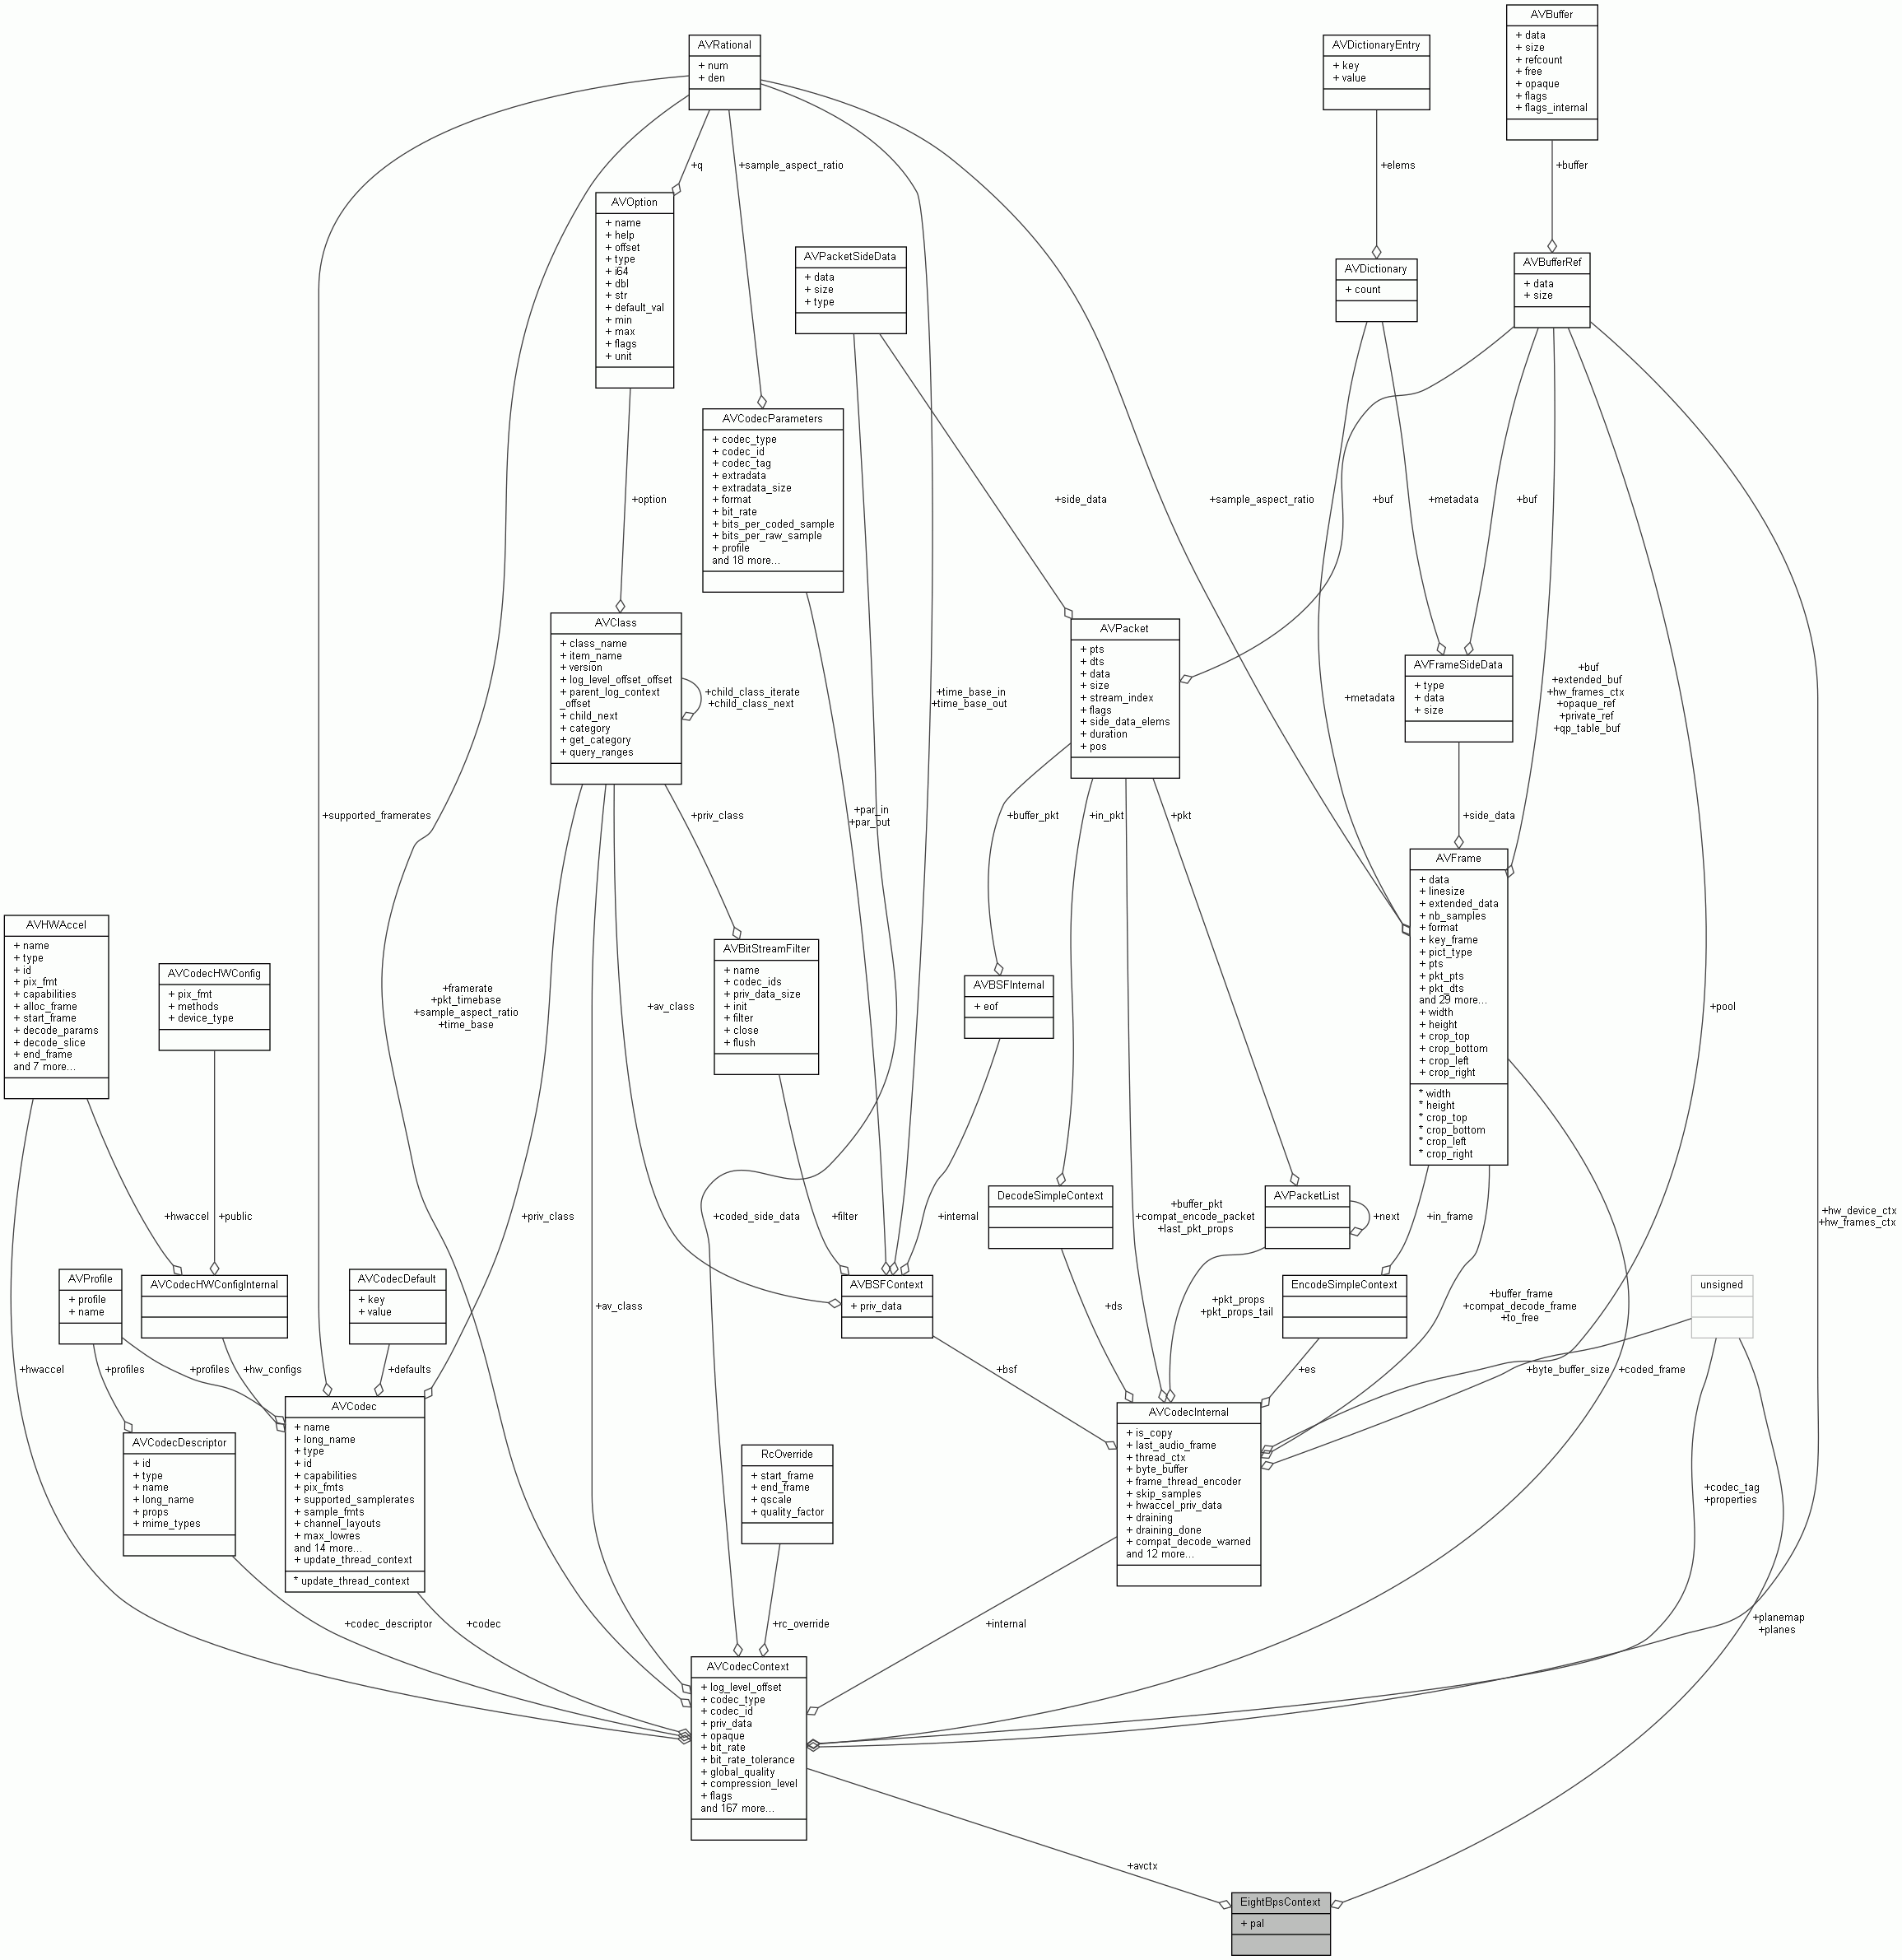 AVBuffer
+ data
+ size
+ refcount
+ free
+ opaque
+ flags
+ flags_internal
AVRational
+ num
+ den
AVDictionaryEntry
+ key
+ value
+q
+sample_aspect_ratio
+elems
+buffer
AVOption
+ name
+ help
+ offset
+ type
+ i64
+ dbl
+ str
+ default_val
+ min
+ max
+ flags
+ unit
AVPacketSideData
+ data
+ size
+ type
AVDictionary
+ count
AVBufferRef
+ data
+ size
AVCodecParameters
+ codec_type
+ codec_id
+ codec_tag
+ extradata
+ extradata_size
+ format
+ bit_rate
+ bits_per_coded_sample
+ bits_per_raw_sample
+ profile
and 18 more...
+option
+side_data
+sample_aspect_ratio
+buf
+metadata
+buf
AVClass
+ class_name
+ item_name
+ version
+ log_level_offset_offset
+ parent_log_context
_offset
+ child_next
+ category
+ get_category
+ query_ranges
+child_class_iterate
+child_class_next
+time_base_in
+time_base_out
AVPacket
+ pts
+ dts
+ data
+ size
+ stream_index
+ flags
+ side_data_elems
+ duration
+ pos
+metadata
AVFrameSideData
+ type
+ data
+ size
+buf
+extended_buf
+hw_frames_ctx
+opaque_ref
+private_ref
+qp_table_buf
+supported_framerates
+priv_class
+par_in
+par_out
+buffer_pkt
+in_pkt
+pkt
+side_data
AVFrame
+ data
+ linesize
+ extended_data
+ nb_samples
+ format
+ key_frame
+ pict_type
+ pts
+ pkt_pts
+ pkt_dts
and 29 more...
+ width
+ height
+ crop_top
+ crop_bottom
+ crop_left
+ crop_right
* width
* height
* crop_top
* crop_bottom
* crop_left
* crop_right
AVHWAccel
+ name
+ type
+ id
+ pix_fmt
+ capabilities
+ alloc_frame
+ start_frame
+ decode_params
+ decode_slice
+ end_frame
and 7 more...
AVCodecHWConfig
+ pix_fmt
+ methods
+ device_type
+framerate
+pkt_timebase
+sample_aspect_ratio
+time_base
+av_class
AVBitStreamFilter
+ name
+ codec_ids
+ priv_data_size
+ init
+ filter
+ close
+ flush
AVBSFInternal
+ eof
+pool
+hwaccel
+public
+priv_class
+coded_side_data
+filter
+internal
DecodeSimpleContext
+buffer_pkt
+compat_encode_packet
+last_pkt_props
AVPacketList
+next
+in_frame
+hw_device_ctx
+hw_frames_ctx
AVProfile
+ profile
+ name
AVCodecHWConfigInternal
AVCodecDefault
+ key
+ value
+av_class
AVBSFContext
+ priv_data
+ds
+pkt_props
+pkt_props_tail
EncodeSimpleContext
+buffer_frame
+compat_decode_frame
+to_free
unsigned
+hwaccel
+profiles
+profiles
+hw_configs
+defaults
+bsf
+es
+byte_buffer_size
+coded_frame
AVCodecDescriptor
+ id
+ type
+ name
+ long_name
+ props
+ mime_types
AVCodec
+ name
+ long_name
+ type
+ id
+ capabilities
+ pix_fmts
+ supported_samplerates
+ sample_fmts
+ channel_layouts
+ max_lowres
and 14 more...
+ update_thread_context
* update_thread_context
RcOverride
+ start_frame
+ end_frame
+ qscale
+ quality_factor
AVCodecInternal
+ is_copy
+ last_audio_frame
+ thread_ctx
+ byte_buffer
+ frame_thread_encoder
+ skip_samples
+ hwaccel_priv_data
+ draining
+ draining_done
+ compat_decode_warned
and 12 more...
+codec_tag
+properties
+codec_descriptor
+codec
+rc_override
+internal
+planemap
+planes
AVCodecContext
+ log_level_offset
+ codec_type
+ codec_id
+ priv_data
+ opaque
+ bit_rate
+ bit_rate_tolerance
+ global_quality
+ compression_level
+ flags
and 167 more...
+avctx
EightBpsContext
+ pal